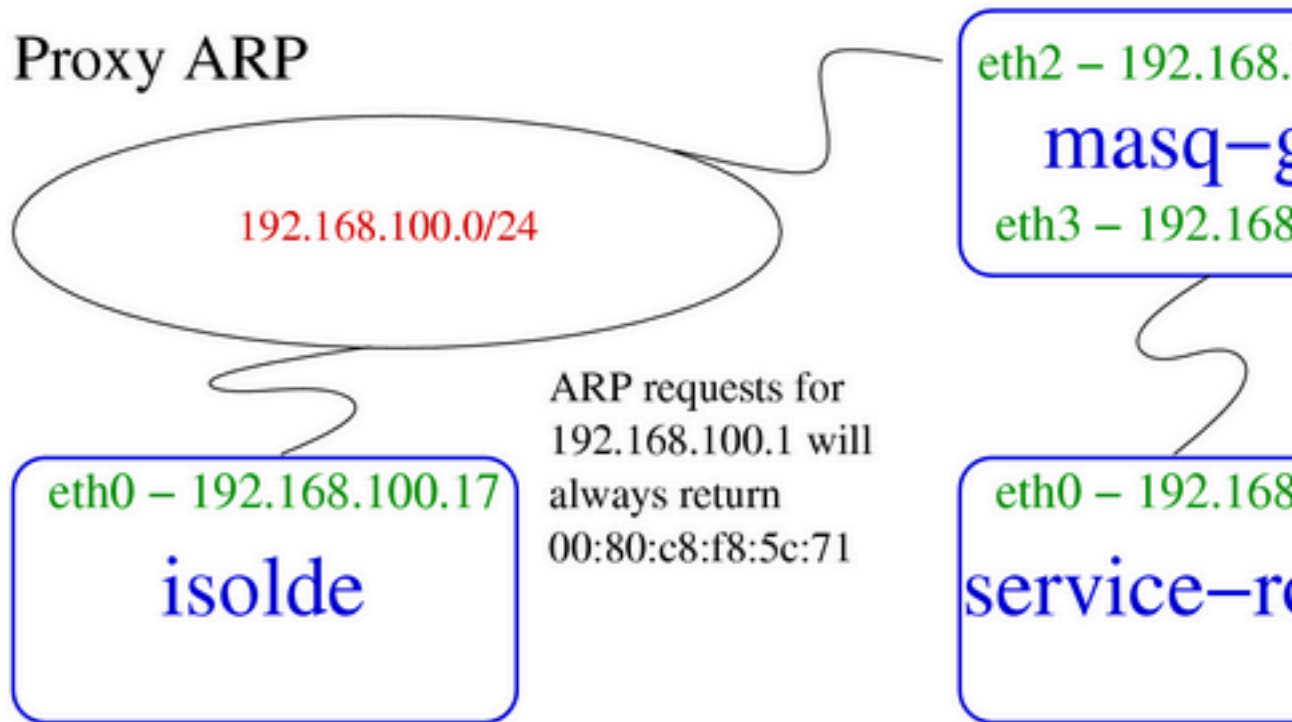 Proxy ARP
192.168.100.0/24
eth2 – 192.168.
masq–g
eth3 – 192.168
ARP requests for
192.168.100.1 will
always return
00:80:c8:f8:5c:71
eth0 – 192.168.100.17
isolde
eth0 – 192.168
service–ro